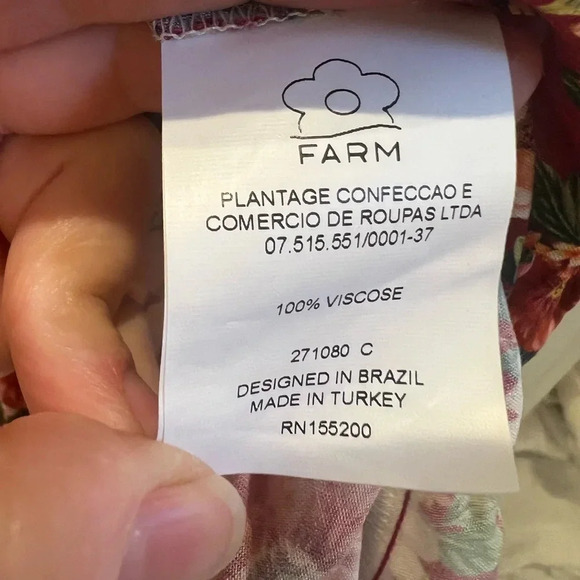 FARM
PLANTAGE CONFECCAO E
COMERCIO DE ROUPAS LTDA
07.515.551/0001-37
100% VISCOSE
271080 C
DESIGNED IN BRAZIL
MADE IN TURKEY
RN155200